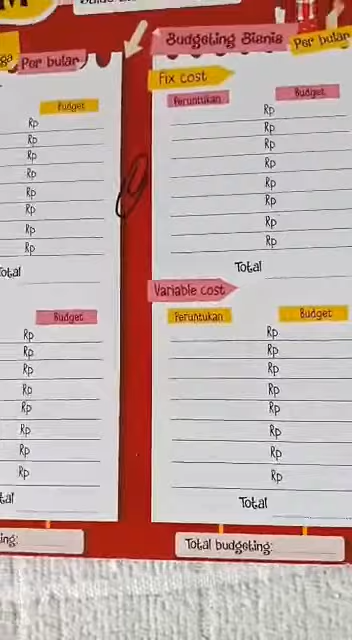 Per bulan
Budget
Rp
Rp
Rp
Rp
Rp
Rp
Rp
Rp
Total
Budget
Rp
Rp
Rp
Rp
Rp
Rp
Rp
Rp
Budgeting Bisnis
Per bulan
Fix cost
Peruntukan
Budget
Rp
Rp
Rp
Rp
Rp
Rp
Rp
Rp
Total
Variable cost
Peruntukan
Budget
Rp
Rp
Rp
Rp
Rp
Rp
Rp
Rp
Total
Total budgeting: